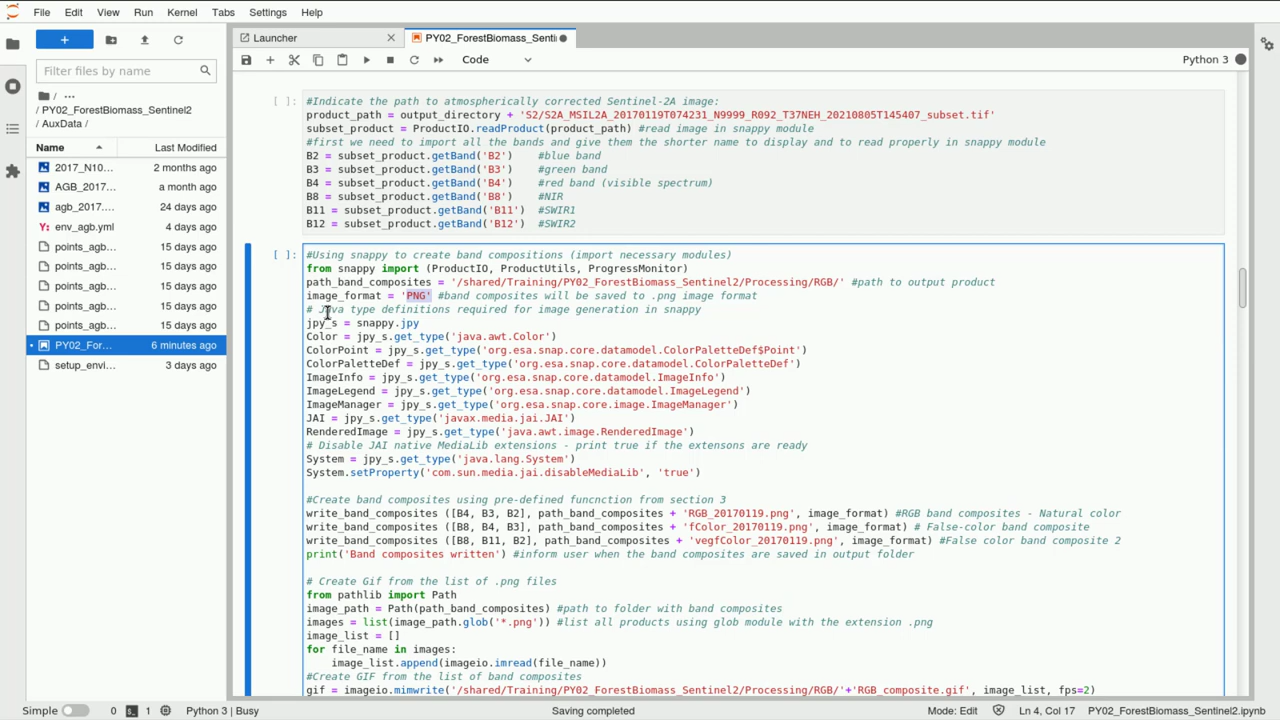 File Edit View Run Kernel Tabs Settings Help
Launcher
PY02_ForestBiomass_Senti
Code
Python 3
Filter files by name
/ ...
/ PY02_ForestBiomass_Sentinel2
/ AuxData /
Name Last Modified
2017_N10... 2 months ago
AGB_2017... a month ago
agb_2017.... 24 days ago
env_agb.yml 4 days ago
points_agb... 15 days ago
points_agb... 15 days ago
points_agb... 15 days ago
points_agb... 15 days ago
points_agb... 15 days ago
PY02_For... 6 minutes ago
setup_envi... 3 days ago
[ ]:
#Indicate the path to atmospherically corrected Sentinel-2A image:
product_path = output_directory + 'S2/S2A_MSIL2A_20170119T074231_N9999_R092_T37NEH_20210805T145407_subset.tif'
subset_product = ProductIO.readProduct(product_path) #read image in snappy module
#first we need to import all the bands and give them the shorter name to display and to read properly in snappy module
B2 = subset_product.getBand('B2') #blue band
B3 = subset_product.getBand('B3') #green band
B4 = subset_product.getBand('B4') #red band (visible spectrum)
B8 = subset_product.getBand('B8') #NIR
B11 = subset_product.getBand('B11') #SWIR1
B12 = subset_product.getBand('B12') #SWIR2
[ ]:
#Using snappy to create band compositions (import necessary modules)
from snappy import (ProductIO, ProductUtils, ProgressMonitor)
path_band_composites = '/shared/Training/PY02_ForestBiomass_Sentinel2/Processing/RGB/' #path to output product
image_format = 'PNG' #band composites will be saved to .png image format
# Java type definitions required for image generation in snappy
jpy_s = snappy.jpy
Color = jpy_s.get_type('java.awt.Color')
ColorPoint = jpy_s.get_type('org.esa.snap.core.datamodel.ColorPaletteDef$Point')
ColorPaletteDef = jpy_s.get_type('org.esa.snap.core.datamodel.ColorPaletteDef')
ImageInfo = jpy_s.get_type('org.esa.snap.core.datamodel.ImageInfo')
ImageLegend = jpy_s.get_type('org.esa.snap.core.datamodel.ImageLegend')
ImageManager = jpy_s.get_type('org.esa.snap.core.image.ImageManager')
JAI = jpy_s.get_type('javax.media.jai.JAI')
RenderedImage = jpy_s.get_type('java.awt.image.RenderedImage')
# Disable JAI native MediaLib extensions - print true if the extensons are ready
System = jpy_s.get_type('java.lang.System')
System.setProperty('com.sun.media.jai.disableMediaLib', 'true')
#Create band composites using pre-defined funcnction from section 3
write_band_composites ([B4, B3, B2], path_band_composites + 'RGB_20170119.png', image_format) #RGB band composites - Natural color
write_band_composites ([B8, B4, B3], path_band_composites + 'fColor_20170119.png', image_format) # False-color band composite
write_band_composites ([B8, B11, B2], path_band_composites + 'vegfColor_20170119.png', image_format) #False color band composite 2
print('Band composites written') #inform user when the band composites are saved in output folder
# Create Gif from the list of .png files
from pathlib import Path
image_path = Path(path_band_composites) #path to folder with band composites
images = list(image_path.glob('*.png')) #list all products using glob module with the extension .png
image_list = []
for file_name in images:
image_list.append(imageio.imread(file_name))
#Create GIF from the list of band composites
gif = imageio.mimwrite('/shared/Training/PY02_ForestBiomass_Sentinel2/Processing/RGB/'+'RGB_composite.gif', image_list, fps=2)
Simple 0 1 Python 3 | Busy Saving completed Mode: Edit Ln 4, Col 17 PY02_ForestBiomass_Sentinel2.ipynb